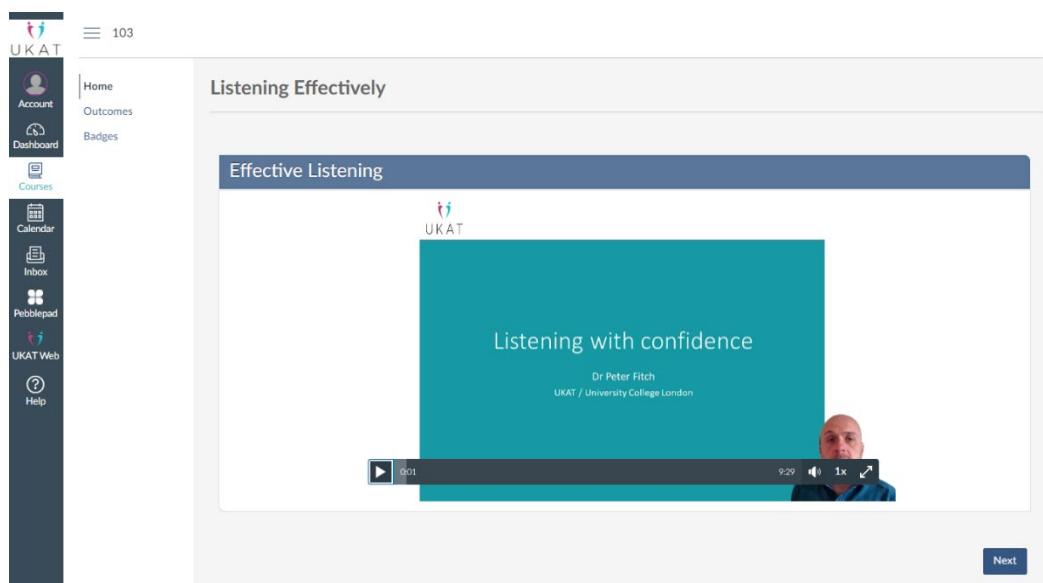 UKAT
103
Account
Dashboard
Courses
Calendar
Inbox
Pebblepad
UKAT Web
Help
Home
Outcomes
Badges
Listening Effectively
Effective Listening
UKAT
Listening with confidence
Dr Peter Fitch
UKAT / University College London
0:01 9:29 1x
Next